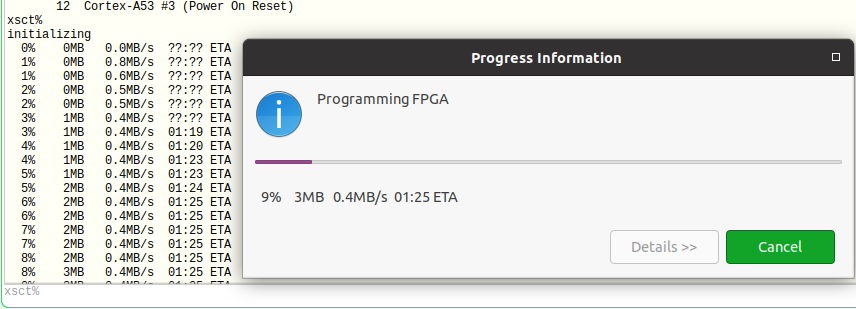 12  Cortex-A53 #3 (Power On Reset)
xsct%
initializing
0%    0MB   0.0MB/s  ??:?? ETA
1%    0MB   0.8MB/s  ??:?? ETA
1%    0MB   0.6MB/s  ??:?? ETA
2%    0MB   0.5MB/s  ??:?? ETA
2%    0MB   0.5MB/s  ??:?? ETA
3%    1MB   0.4MB/s  ??:?? ETA
3%    1MB   0.4MB/s  01:19 ETA
4%    1MB   0.4MB/s  01:20 ETA
4%    1MB   0.4MB/s  01:23 ETA
5%    1MB   0.4MB/s  01:23 ETA
5%    2MB   0.4MB/s  01:24 ETA
6%    2MB   0.4MB/s  01:25 ETA
6%    2MB   0.4MB/s  01:25 ETA
7%    2MB   0.4MB/s  01:25 ETA
7%    2MB   0.4MB/s  01:25 ETA
8%    2MB   0.4MB/s  01:25 ETA
8%    3MB   0.4MB/s  01:25 ETA
xsct%
Progress Information
Programming FPGA
9%    3MB   0.4MB/s  01:25 ETA
Details >>
Cancel